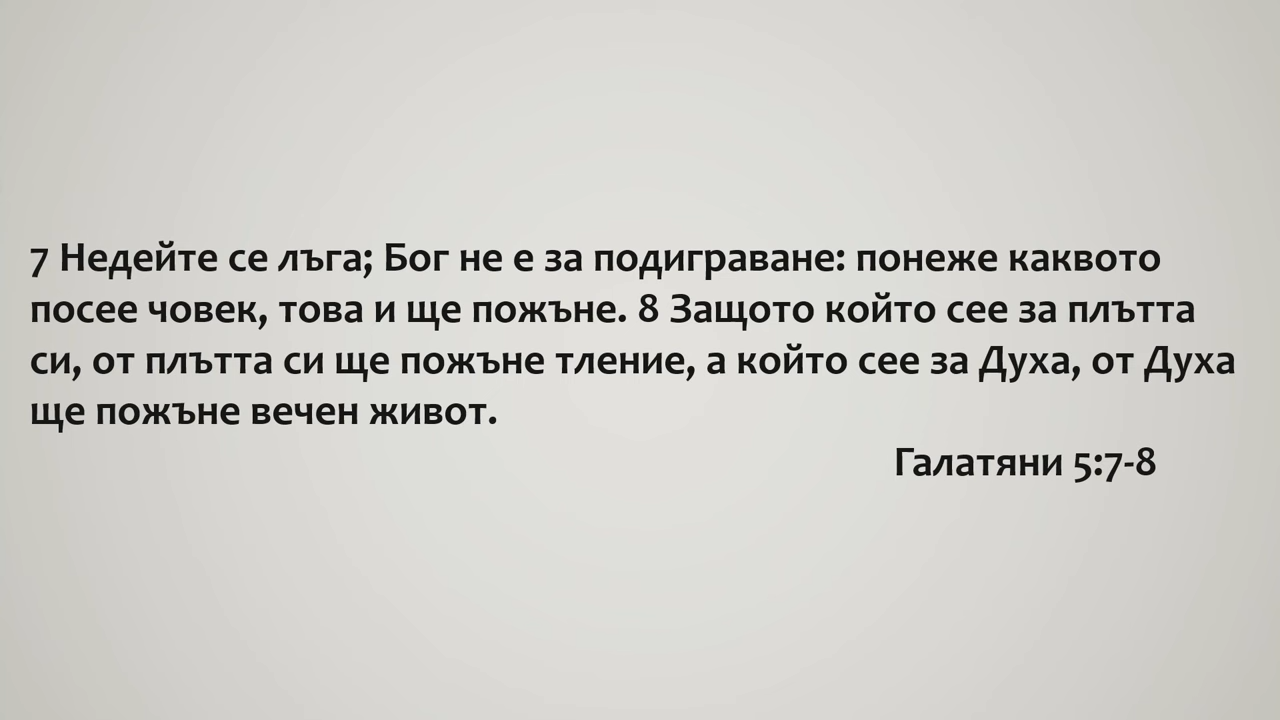 7 Недейте се лъга; Бог не е за подиграване: понеже каквото
посее човек, това и ще пожъне. 8 Защото който сее за плътта
си, от плътта си ще пожъне тление, а който сее за Духа, от Духа
ще пожъне вечен живот.
Галатяни 5:7-8